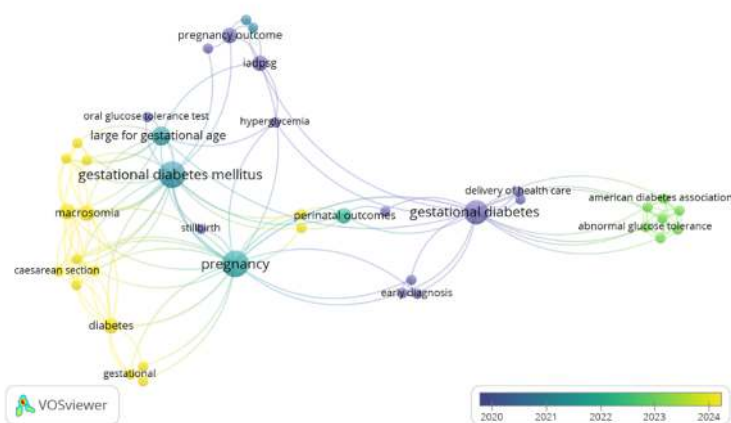 pregnancy outcome
iadpsg
oral glucose tolerance test
hyperglycemia
large for gestational age
gestational diabetes mellitus
delivery of health care
american diabetes association
macrosomia
perinatal outcomes
gestational diabetes
abnormal glucose tolerance
stillbirth
pregnancy
caesarean section
early diagnosis
diabetes
gestational
VOSviewer
2020 2021 2022 2023 2024